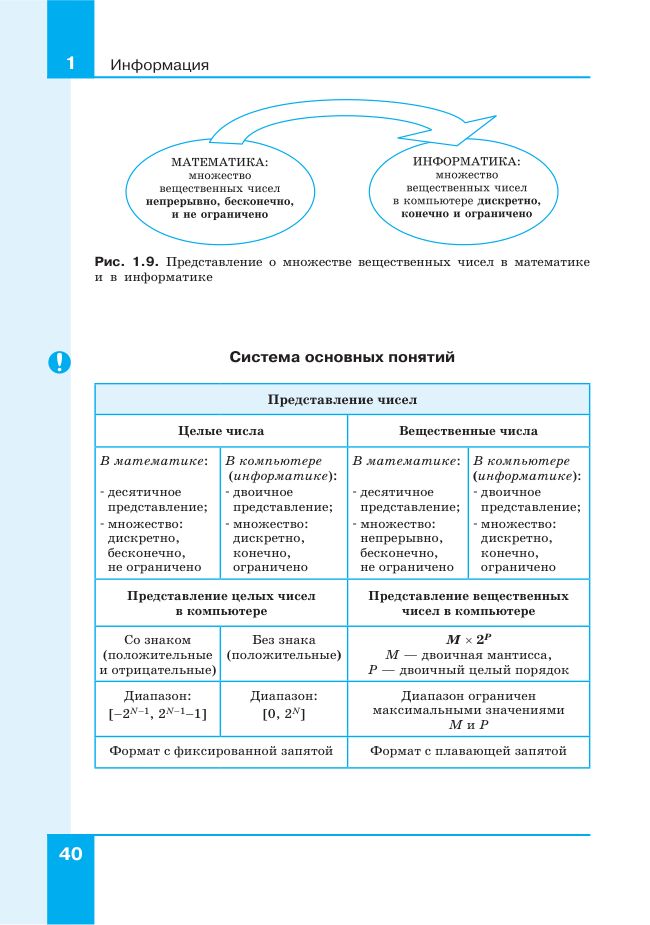 1
Информация
МАТЕМАТИКА:
множество
вещественных чисел
непрерывно, бесконечно,
и не ограничено
ИНФОРМАТИКА:
множество
вещественных чисел
в компьютере дискретно,
конечно и ограничено
Рис. 1.9. Представление о множестве вещественных чисел в математике
и в информатике
!
Система основных понятий
Представление чисел
Целые числа
Вещественные числа
В математике:
- десятичное
представление;
- множество:
дискретно,
бесконечно,
не ограничено
В компьютере
(информатике):
- двоичное
представление;
- множество:
дискретно,
конечно,
ограничено
В математике:
- десятичное
представление;
- множество:
непрерывно,
бесконечно,
не ограничено
В компьютере
(информатике):
- двоичное
представление;
- множество:
дискретно,
конечно,
ограничено
Представление целых чисел
в компьютере
Представление вещественных
чисел в компьютере
Со знаком
(положительные
и отрицательные)
Без знака
(положительные)
M × 2ᴾ
M — двоичная мантисса,
P — двоичный целый порядок
Диапазон:
[–2ᴺ⁻¹, 2ᴺ⁻¹–1]
Диапазон:
[0, 2ᴺ]
Диапазон ограничен
максимальными значениями
M и P
Формат с фиксированной запятой
Формат с плавающей запятой
40